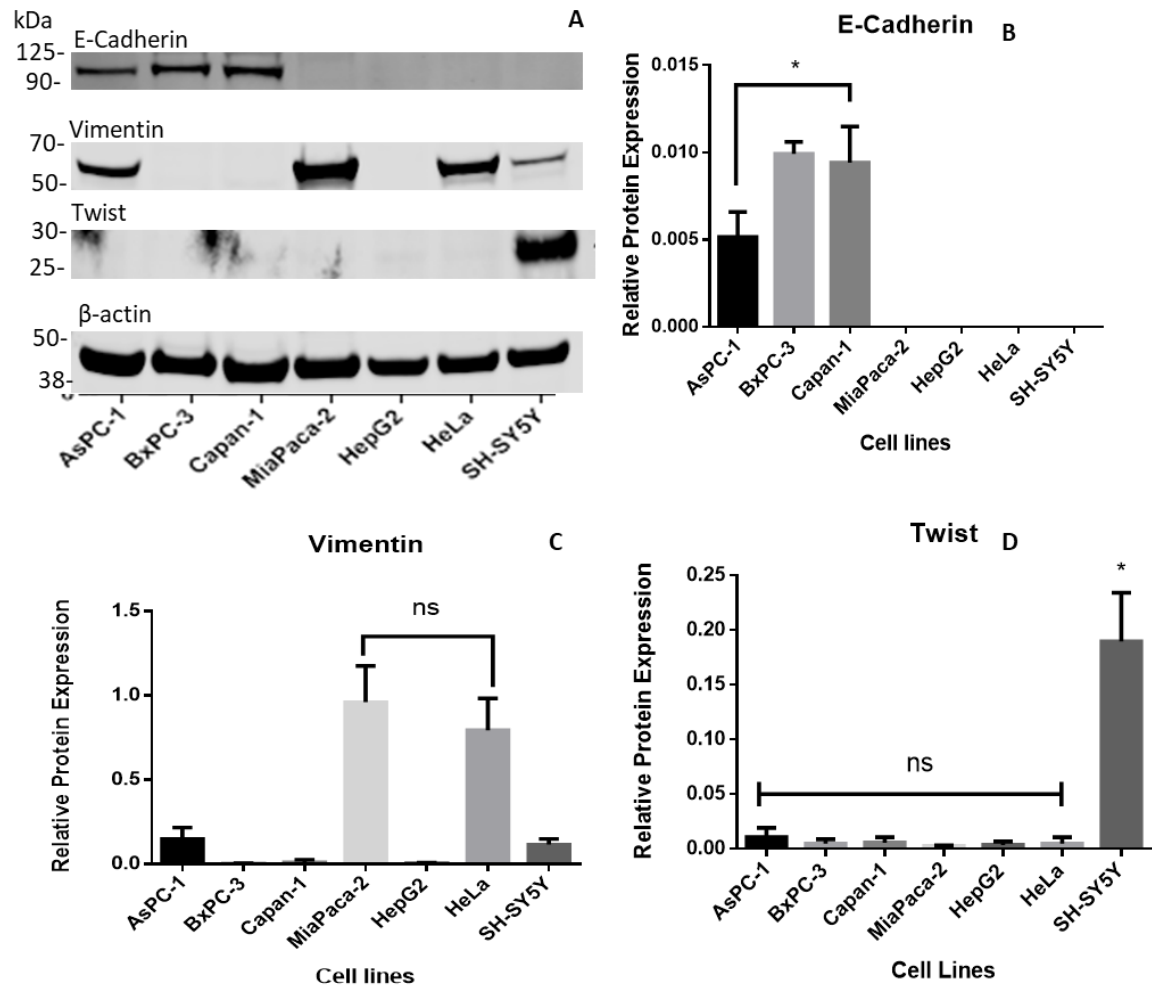 kDa
A
E-Cadherin
125-
90-
Vimentin
70-
50-
Twist
30-
25-
β-actin
50-
38-
AsPC-1
BxPC-3
Capan-1
MiaPaca-2
HepG2
HeLa
SH-SY5Y
E-Cadherin
B
Relative Protein Expression
0.015
0.010
0.005
0.000
*
AsPC-1
BxPC-3
Capan-1
MiaPaca-2
HepG2
HeLa
SH-SY5Y
Cell lines
Vimentin
C
Relative Protein Expression
1.5
1.0
0.5
0.0
ns
AsPC-1
BxPC-3
Capan-1
MiaPaca-2
HepG2
HeLa
SH-SY5Y
Cell lines
Twist
D
Relative Protein Expression
0.25
0.20
0.15
0.10
0.05
0.00
ns
*
AsPC-1
BxPC-3
Capan-1
MiaPaca-2
HepG2
HeLa
SH-SY5Y
Cell Lines